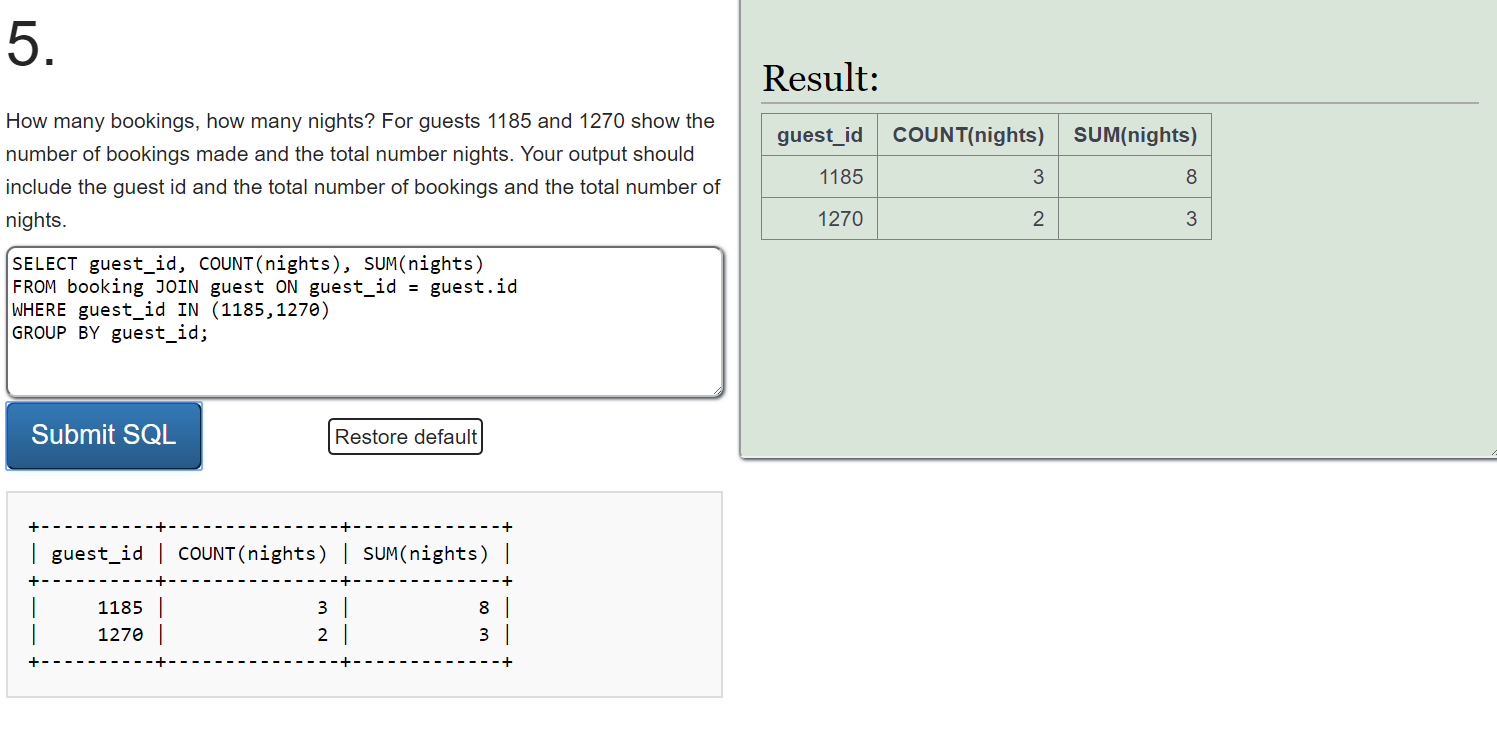 5.
How many bookings, how many nights? For guests 1185 and 1270 show the
number of bookings made and the total number nights. Your output should
include the guest id and the total number of bookings and the total number of
nights.
SELECT guest_id, COUNT(nights), SUM(nights)
FROM booking JOIN guest ON guest_id = guest.id
WHERE guest_id IN (1185,1270)
GROUP BY guest_id;
Submit SQL
Restore default
+----------+---------------+-------------+
| guest_id | COUNT(nights) | SUM(nights) |
+----------+---------------+-------------+
|     1185 |             3 |           8 |
|     1270 |             2 |           3 |
+----------+---------------+-------------+
Result:
guest_id COUNT(nights) SUM(nights)
1185 3 8
1270 2 3